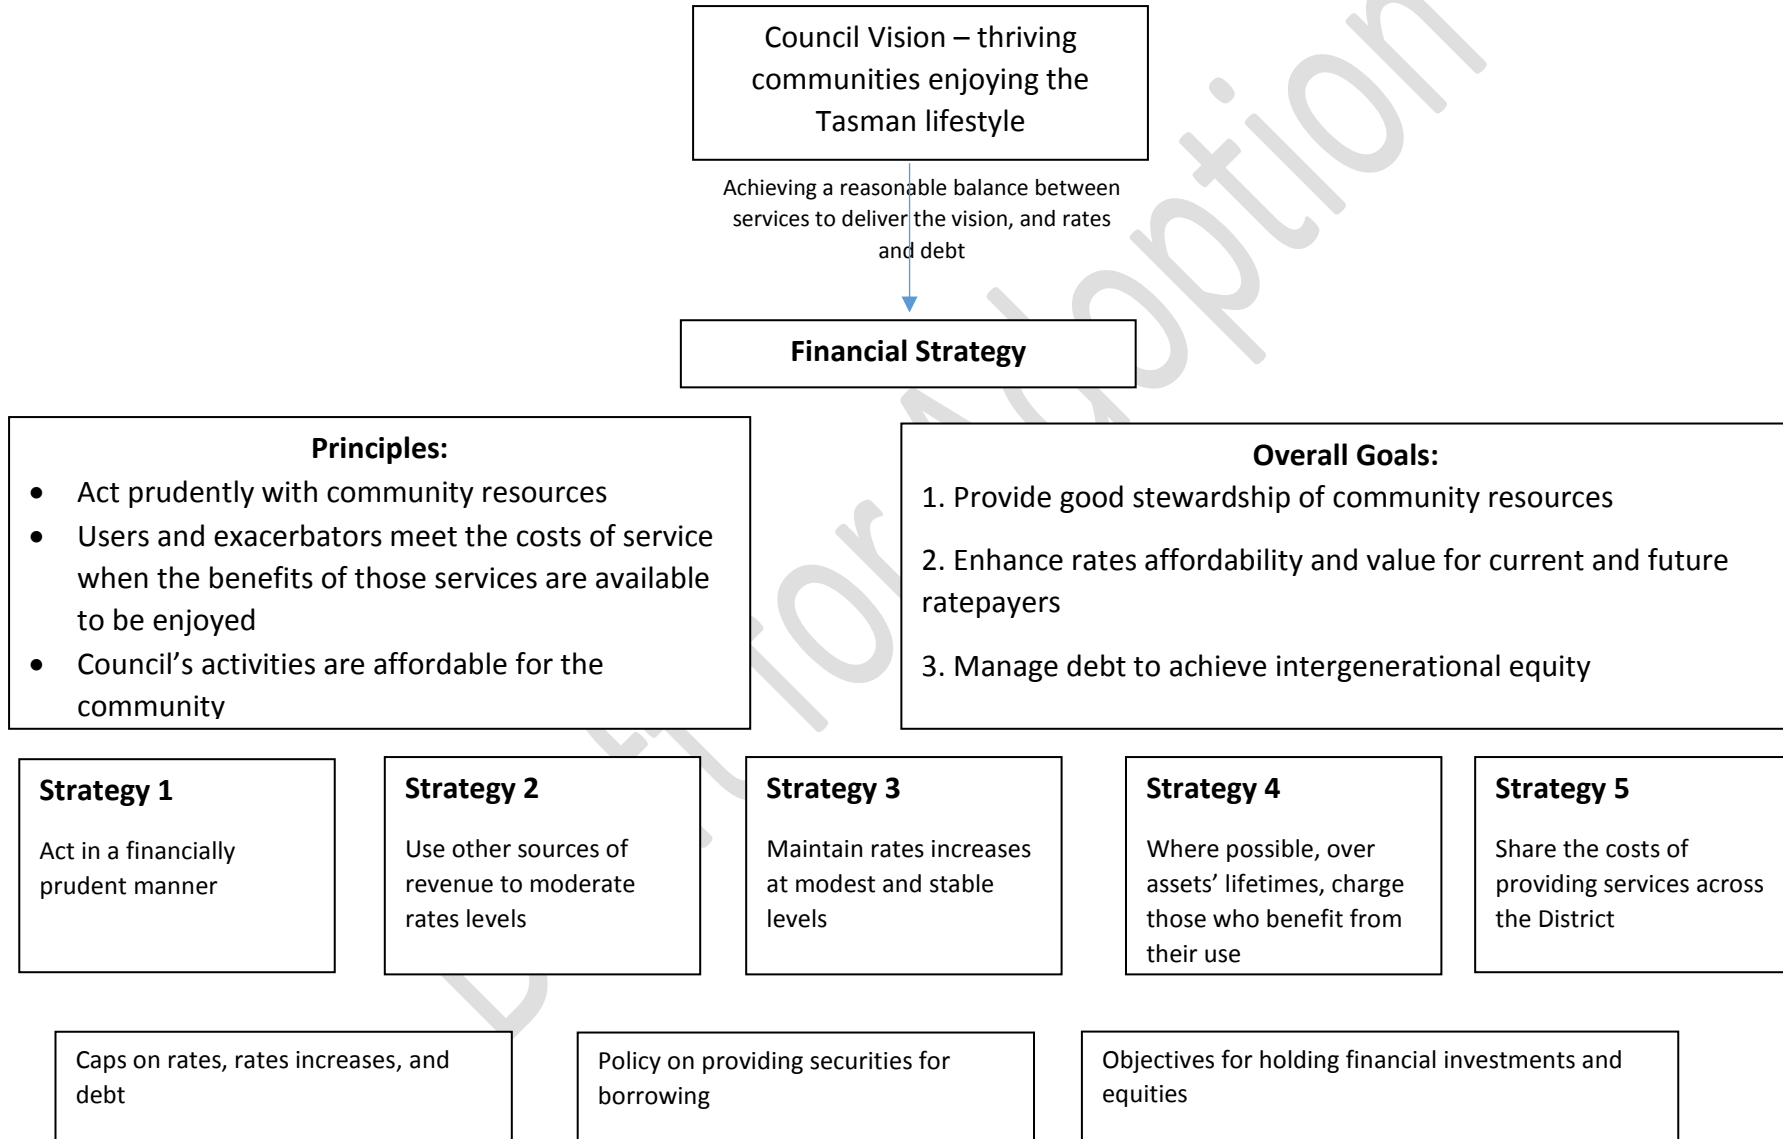 Council Vision – thriving
communities enjoying the
Tasman lifestyle
Achieving a reasonable balance between
services to deliver the vision, and rates
and debt
Financial Strategy
Principles:
• Act prudently with community resources
• Users and exacerbators meet the costs of service
when the benefits of those services are available
to be enjoyed
• Council’s activities are affordable for the
community
Overall Goals:
1. Provide good stewardship of community resources
2. Enhance rates affordability and value for current and future
ratepayers
3. Manage debt to achieve intergenerational equity
Strategy 1
Act in a financially
prudent manner
Strategy 2
Use other sources of
revenue to moderate
rates levels
Strategy 3
Maintain rates increases
at modest and stable
levels
Strategy 4
Where possible, over
assets’ lifetimes, charge
those who benefit from
their use
Strategy 5
Share the costs of
providing services across
the District
Caps on rates, rates increases, and
debt
Policy on providing securities for
borrowing
Objectives for holding financial investments and
equities
for Adoption